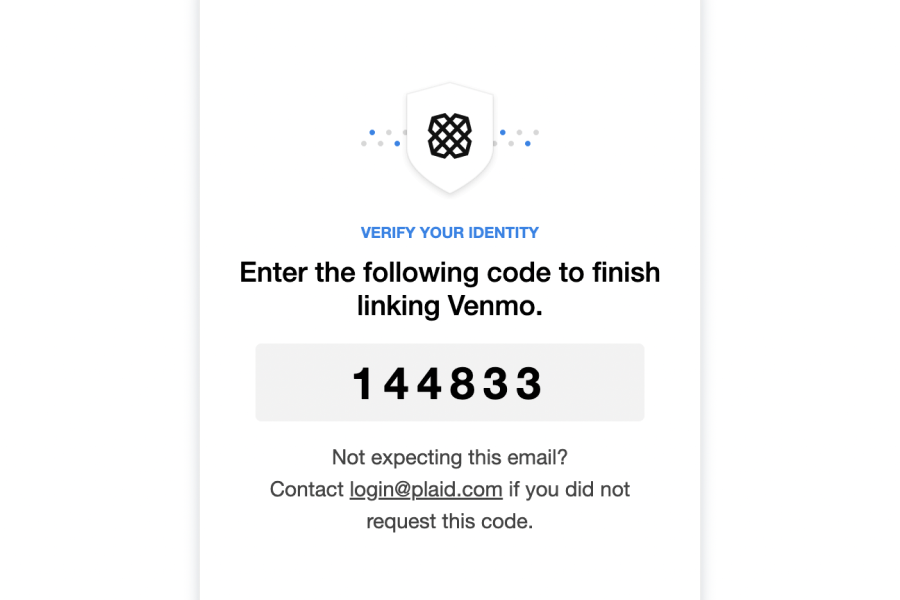 VERIFY YOUR IDENTITY
Enter the following code to finish
linking Venmo.
144833
Not expecting this email?
Contact login@plaid.com if you did not
request this code.